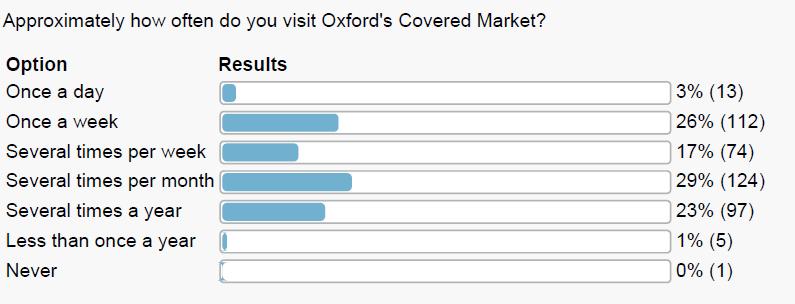 Approximately how often do you visit Oxford's Covered Market?
Option Results
Once a day 3% (13)
Once a week 26% (112)
Several times per week 17% (74)
Several times per month 29% (124)
Several times a year 23% (97)
Less than once a year 1% (5)
Never 0% (1)